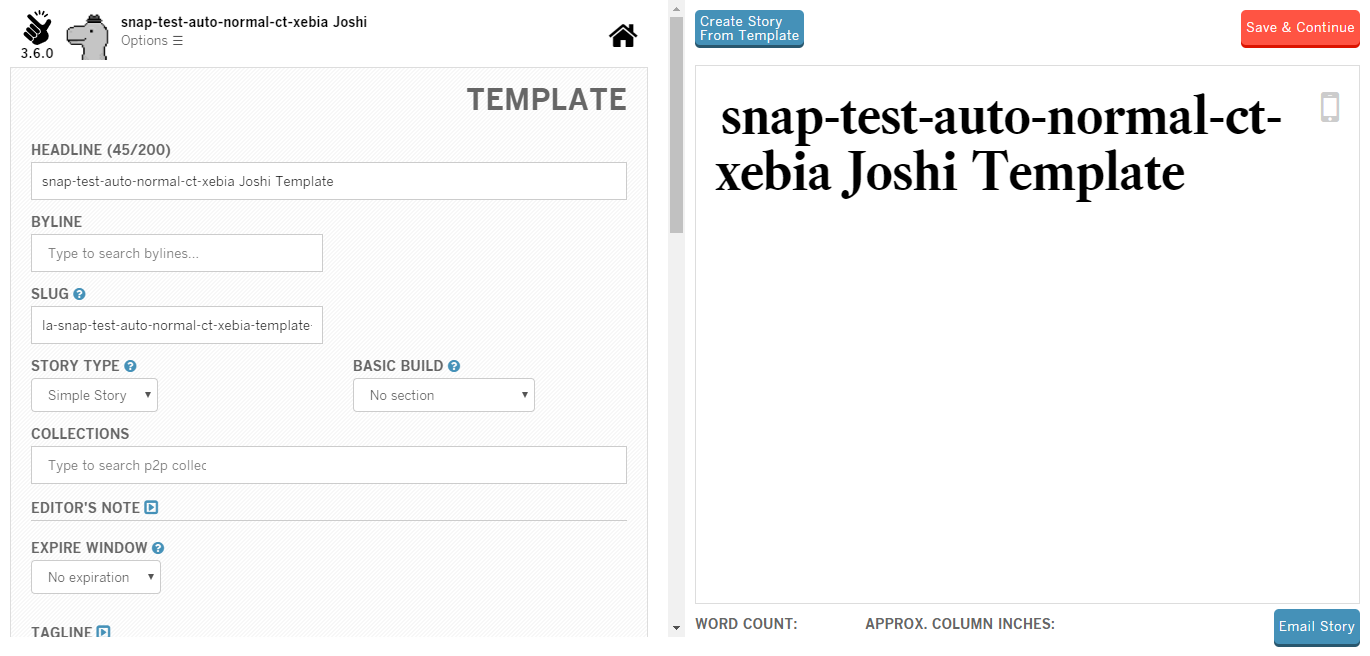 snap-test-auto-normal-ct-xebia Joshi
Options ☰
3.6.0
TEMPLATE
HEADLINE (45/200)
snap-test-auto-normal-ct-xebia Joshi Template
BYLINE
Type to search bylines...
SLUG
la-snap-test-auto-normal-ct-xebia-template-
STORY TYPE
BASIC BUILD
Simple Story
No section
COLLECTIONS
Type to search p2p collec
EDITOR'S NOTE
EXPIRE WINDOW
No expiration
TAGLINE
Create Story
From Template
Save & Continue
snap-test-auto-normal-ct-
xebia Joshi Template
WORD COUNT:
APPROX. COLUMN INCHES:
Email Story